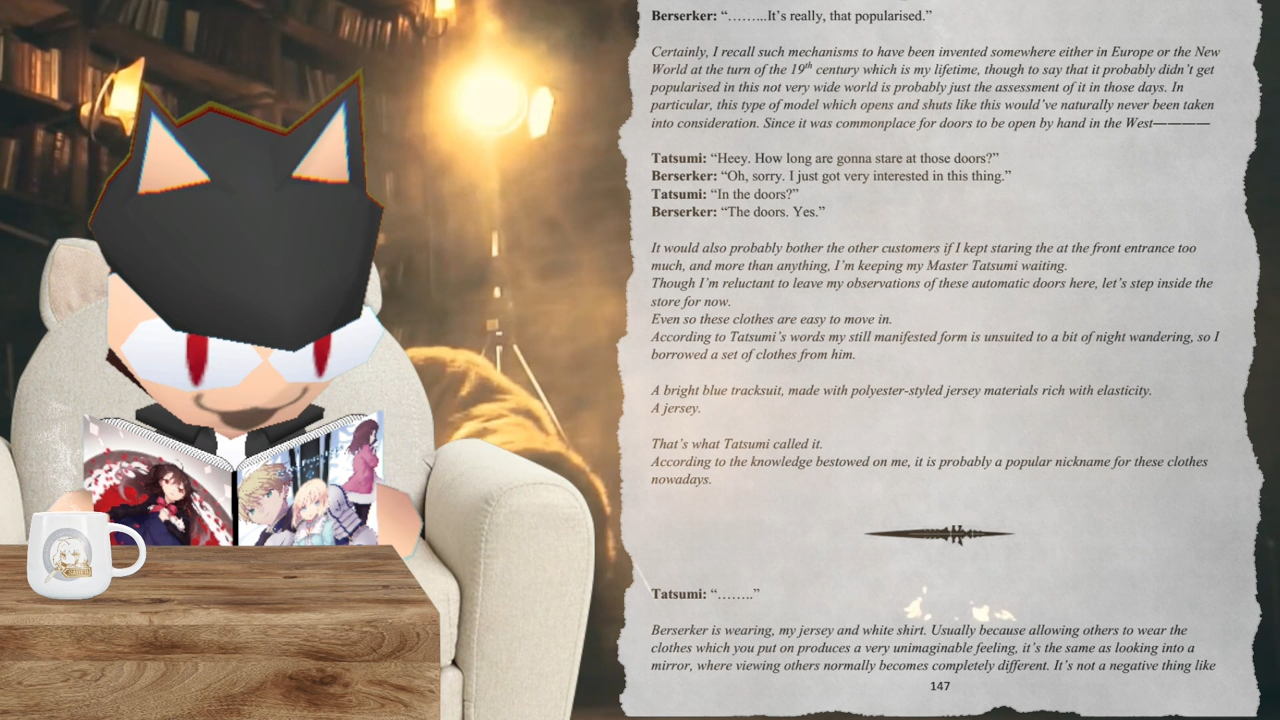 Berserker: “……...It’s really, that popularised.”
Certainly, I recall such mechanisms to have been invented somewhere either in Europe or the New
World at the turn of the 19th century which is my lifetime, though to say that it probably didn’t get
popularised in this not very wide world is probably just the assessment of it in those days. In
particular, this type of model which opens and shuts like this would’ve naturally never been taken
into consideration. Since it was commonplace for doors to be open by hand in the West————
Tatsumi: “Heey. How long are gonna stare at those doors?”
Berserker: “Oh, sorry. I just got very interested in this thing.”
Tatsumi: “In the doors?”
Berserker: “The doors. Yes.”
It would also probably bother the other customers if I kept staring the at the front entrance too
much, and more than anything, I’m keeping my Master Tatsumi waiting.
Though I’m reluctant to leave my observations of these automatic doors here, let’s step inside the
store for now.
Even so these clothes are easy to move in.
According to Tatsumi’s words my still manifested form is unsuited to a bit of night wandering, so I
borrowed a set of clothes from him.
A bright blue tracksuit, made with polyester-styled jersey materials rich with elasticity.
A jersey.
That’s what Tatsumi called it.
According to the knowledge bestowed on me, it is probably a popular nickname for these clothes
nowadays.
Tatsumi: “……..”
Berserker is wearing, my jersey and white shirt. Usually because allowing others to wear the
clothes which you put on produces a very unimaginable feeling, it’s the same as looking into a
mirror, where viewing others normally becomes completely different. It’s not a negative thing like
147